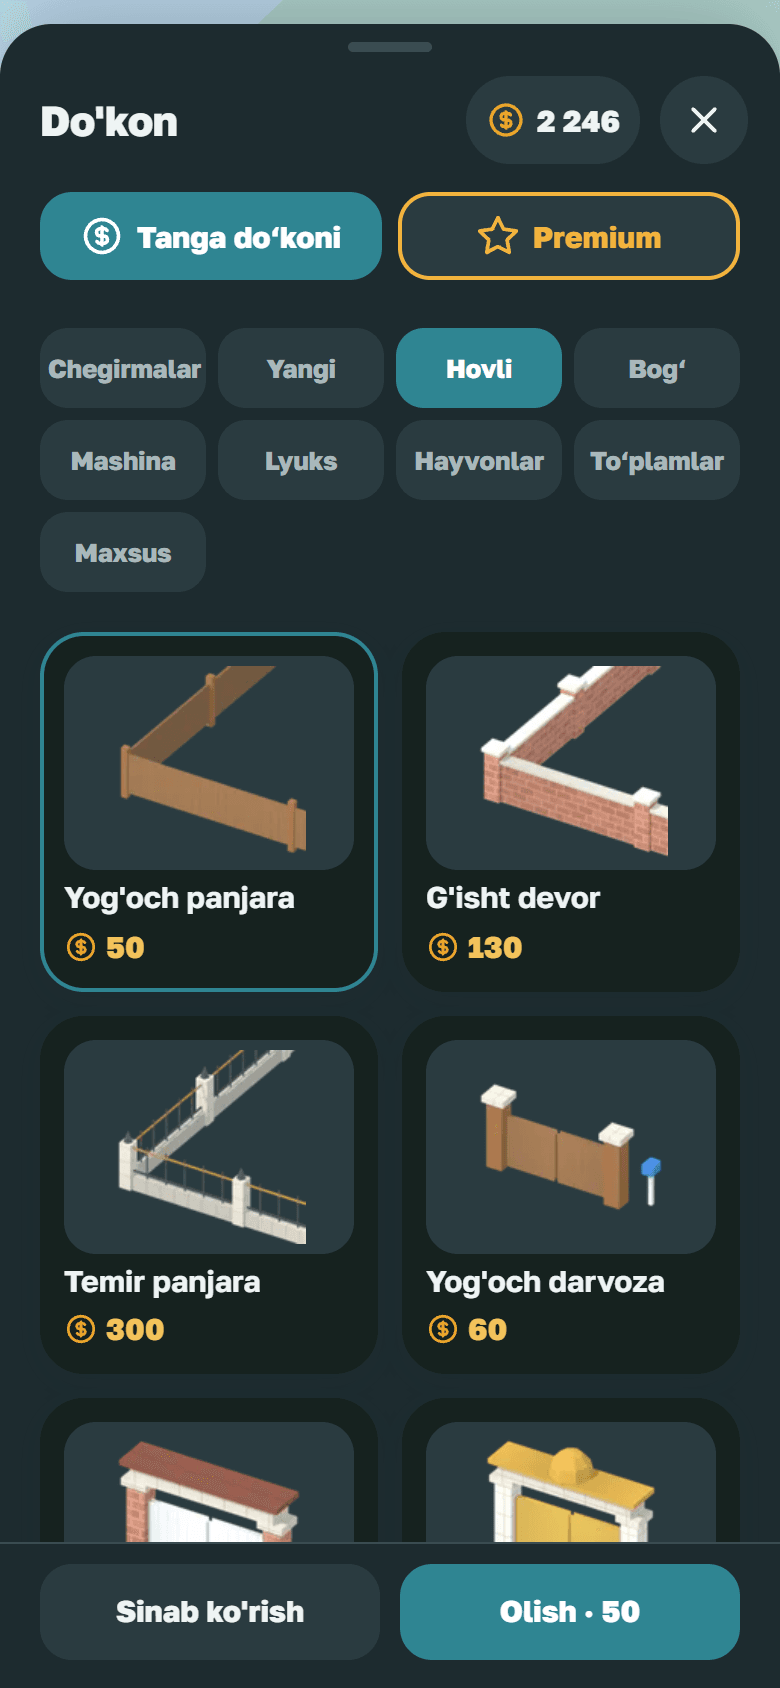 Do'kon
2 246
Tanga do‘koni
Premium
Chegirmalar
Yangi
Hovli
Bog‘
Mashina
Lyuks
Hayvonlar
To‘plamlar
Maxsus
Yog'och panjara
50
G'isht devor
130
Temir panjara
300
Yog'och darvoza
60
Sinab ko'rish
Olish · 50